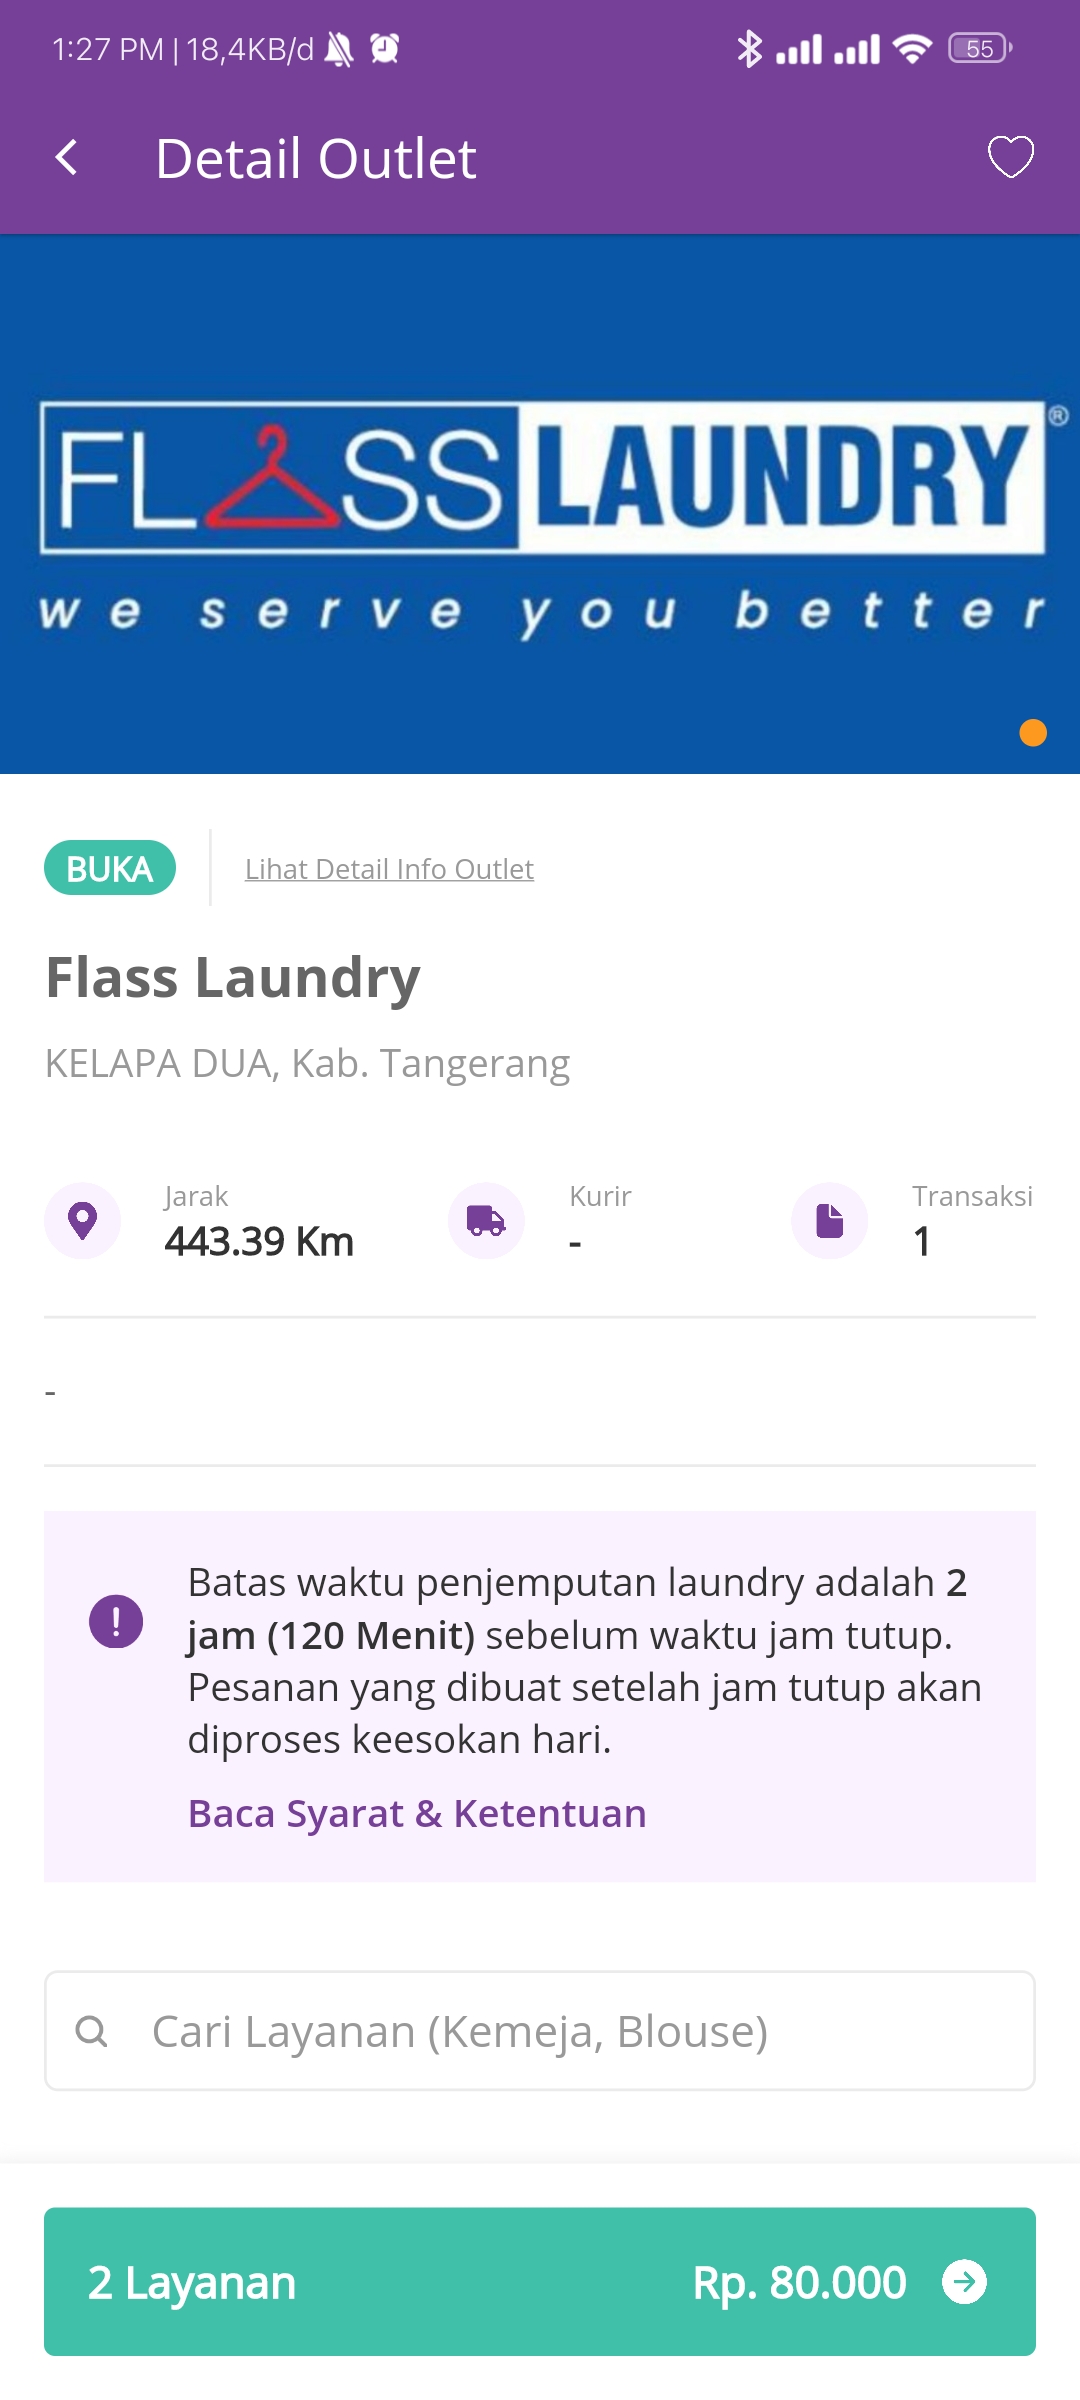 1:27 PM | 18,4KB/d
55
Detail Outlet
FLASS LAUNDRY ®
we serve you better
BUKA
Lihat Detail Info Outlet
Flass Laundry
KELAPA DUA, Kab. Tangerang
Jarak
443.39 Km
Kurir
-
Transaksi
1
-
Batas waktu penjemputan laundry adalah 2
jam (120 Menit) sebelum waktu jam tutup.
Pesanan yang dibuat setelah jam tutup akan
diproses keesokan hari.
Baca Syarat & Ketentuan
Cari Layanan (Kemeja, Blouse)
2 Layanan
Rp. 80.000